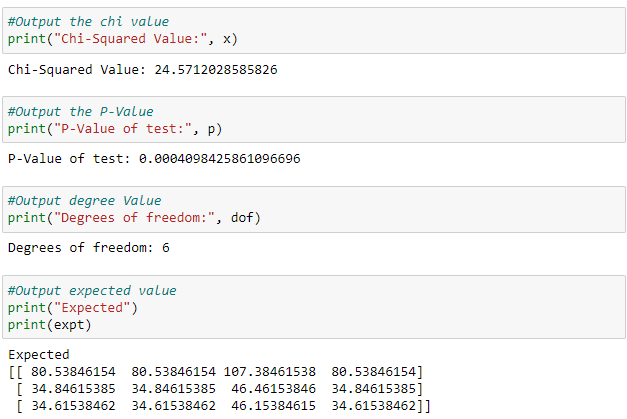 #Output the chi value
print("Chi-Squared Value:", x)
Chi-Squared Value: 24.5712028585826
#Output the P-Value
print("P-Value of test:", p)
P-Value of test: 0.0004098425861096696
#Output degree Value
print("Degrees of freedom:", dof)
Degrees of freedom: 6
#Output expected value
print("Expected")
print(expt)
Expected
[[ 80.53846154  80.53846154 107.38461538  80.53846154]
 [ 34.84615385  34.84615385  46.46153846  34.84615385]
 [ 34.61538462  34.61538462  46.15384615  34.61538462]]